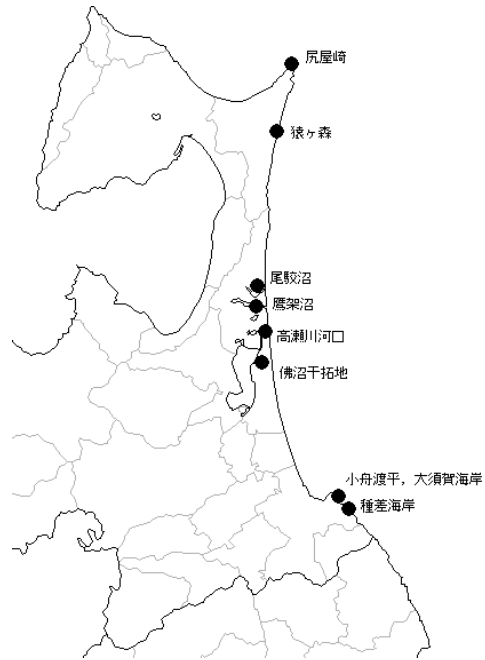 尻屋崎
猿ヶ森
尾駮沼
鷹架沼
高瀬川河口
佛沼干拓地
小舟渡平，大須賀海岸
種差海岸